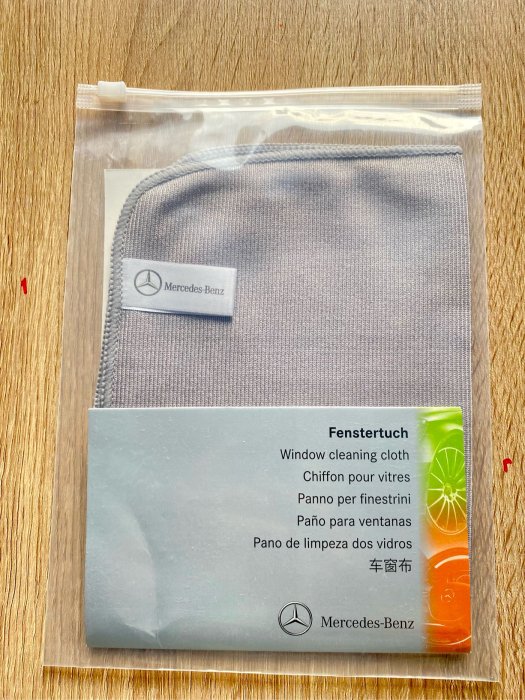 Mercedes-Benz
Fenstertuch
Window cleaning cloth
Chiffon pour vitres
Panno per finestrini
Paño para ventanas
Pano de limpeza dos vidros
车窗布
Mercedes-Benz